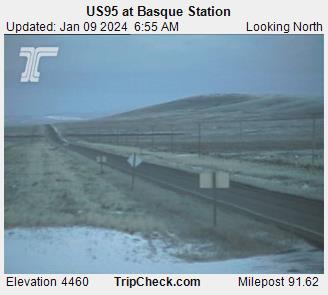 US95 at Basque Station
Updated: Jan 09 2024 6:55 AM Looking North
Elevation 4460 TripCheck.com Milepost 91.62